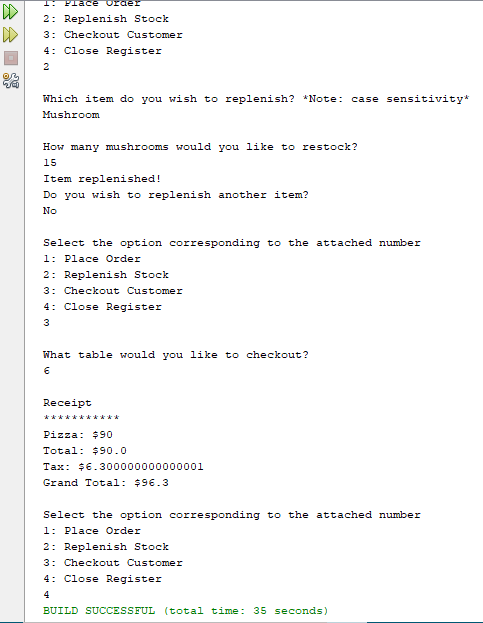 1: Place Order
2: Replenish Stock
3: Checkout Customer
4: Close Register
2
Which item do you wish to replenish? *Note: case sensitivity*
Mushroom
How many mushrooms would you like to restock?
15
Item replenished!
Do you wish to replenish another item?
No
Select the option corresponding to the attached number
1: Place Order
2: Replenish Stock
3: Checkout Customer
4: Close Register
3
What table would you like to checkout?
6
Receipt
***********
Pizza: $90
Total: $90.0
Tax: $6.300000000000001
Grand Total: $96.3
Select the option corresponding to the attached number
1: Place Order
2: Replenish Stock
3: Checkout Customer
4: Close Register
4
BUILD SUCCESSFUL (total time: 35 seconds)